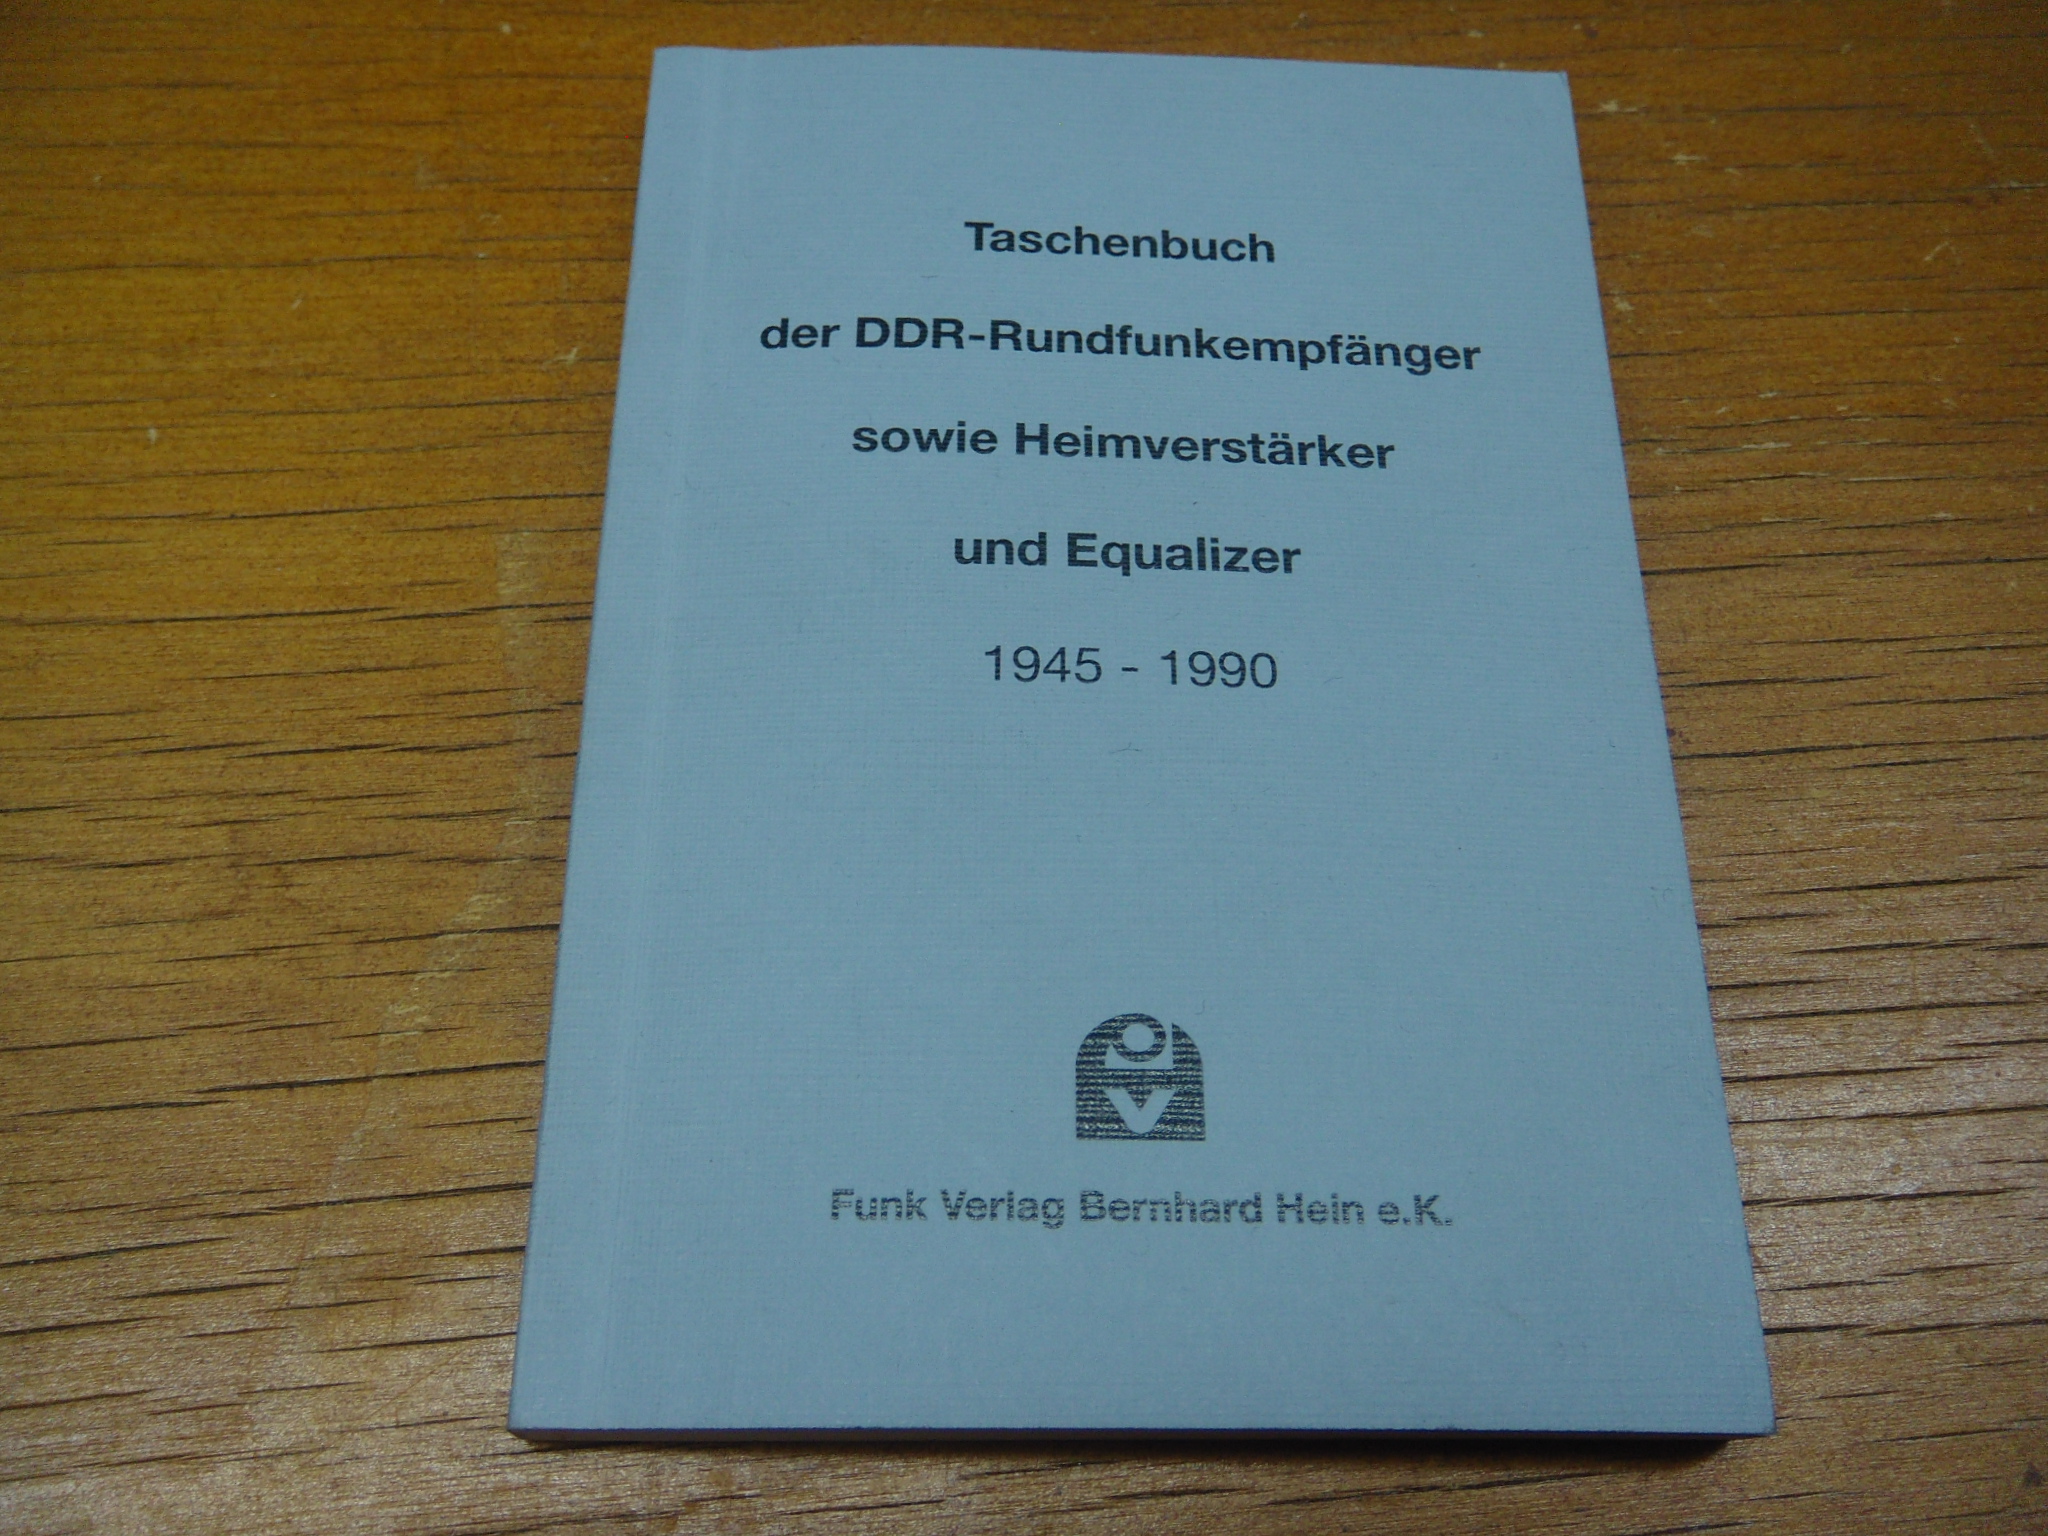 Taschenbuch
der DDR-Rundfunkempfänger
sowie Heimverstärker
und Equalizer
1945 - 1990
Funk Verlag Bernhard Hein e.K.